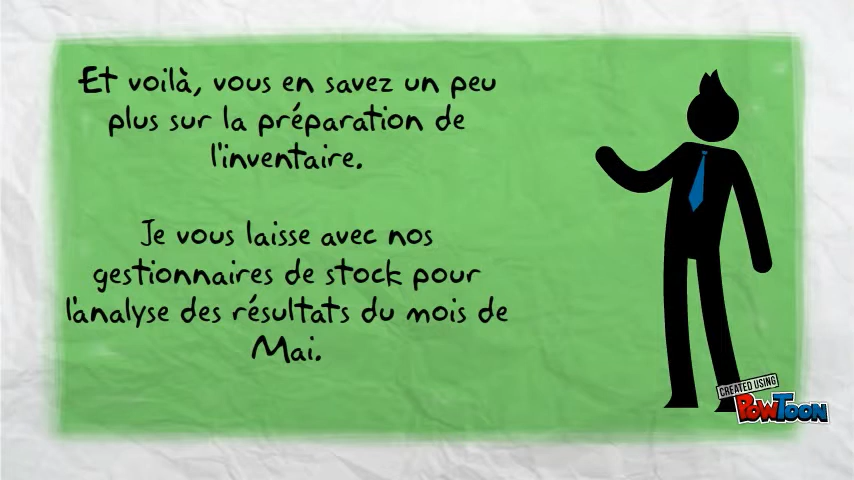 Et voilà, vous en savez un peu
plus sur la préparation de
l'inventaire.
Je vous laisse avec nos
gestionnaires de stock pour
l'analyse des résultats du mois de
Mai.
CREATED USING
POWTOON